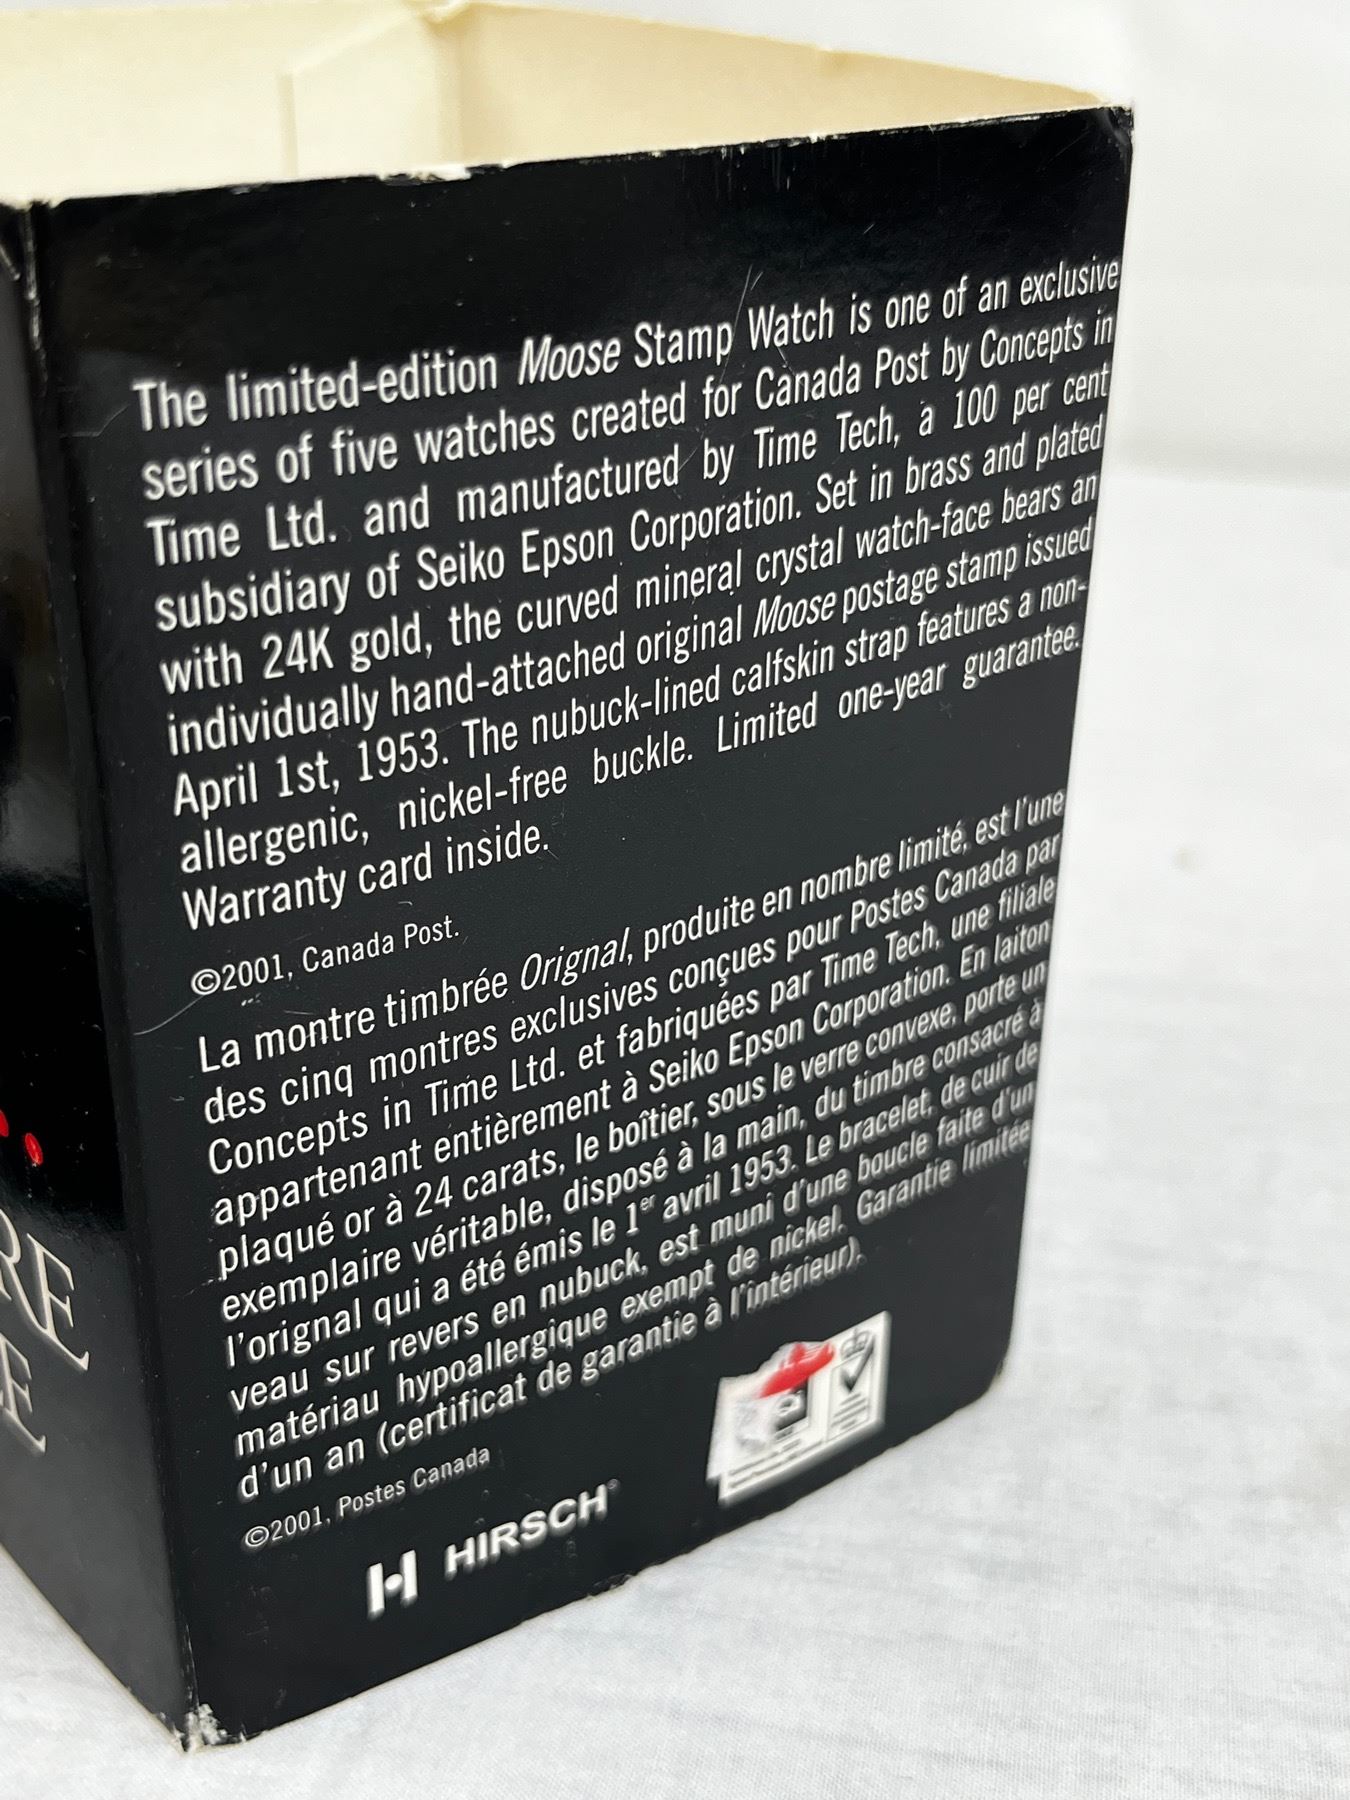 The limited-edition Moose Stamp Watch is one of an exclusive
series of five watches created for Canada Post by Concepts in
Time Ltd. and manufactured by Time Tech, a 100 per cent
subsidiary of Seiko Epson Corporation. Set in brass and plated
with 24K gold, the curved mineral crystal watch-face bears an
individually hand-attached original Moose postage stamp issued
April 1st, 1953. The nubuck-lined calfskin strap features a non-
allergenic, nickel-free buckle. Limited one-year guarantee.
Warranty card inside.
©2001, Canada Post.
La montre timbrée Orignal, produite en nombre limité, est l'une
des cinq montres exclusives conçues pour Postes Canada par
Concepts in Time Ltd. et fabriquées par Time Tech, une filiale
appartenant entièrement à Seiko Epson Corporation. En laiton
plaqué or à 24 carats, le boîtier, sous le verre convexe, porte un
exemplaire véritable, disposé à la main, du timbre consacré à
l'orignal qui a été émis le 1er avril 1953. Le bracelet, de cuir de
veau sur revers en nubuck, est muni d'une boucle faite d'un
matériau hypoallergique exempt de nickel. Garantie limitée
d'un an (certificat de garantie à l'intérieur).
©2001, Postes Canada
H HIRSCH®
RE
LE